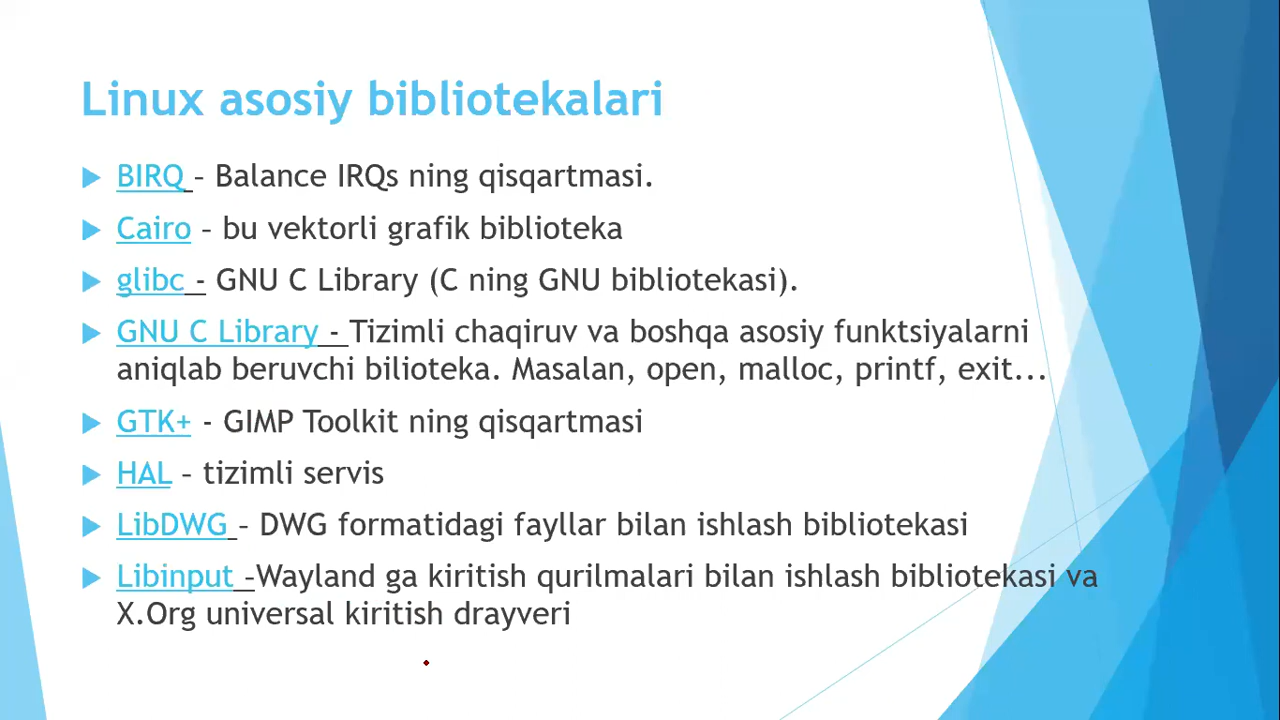 Linux asosiy bibliotekalari
BIRQ – Balance IRQs ning qisqartmasi.
Cairo – bu vektorli grafik biblioteka
glibc - GNU C Library (C ning GNU bibliotekasi).
GNU C Library - Tizimli chaqiruv va boshqa asosiy funktsiyalarni
aniqlab beruvchi bilioteka. Masalan, open, malloc, printf, exit...
GTK+ - GIMP Toolkit ning qisqartmasi
HAL – tizimli servis
LibDWG – DWG formatidagi fayllar bilan ishlash bibliotekasi
Libinput –Wayland ga kiritish qurilmalari bilan ishlash bibliotekasi va
X.Org universal kiritish drayveri